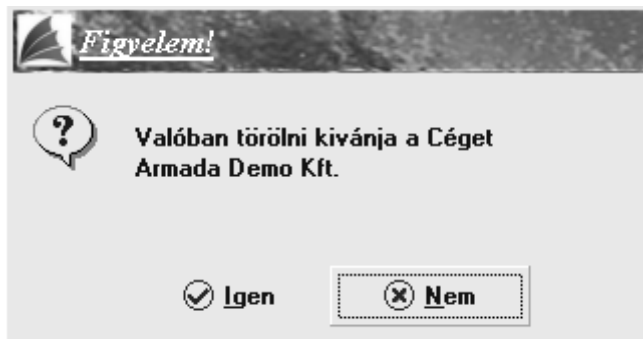 Figyelem!
Valóban törölni kivánja a Céget
Armada Demo Kft.
Igen
Nem